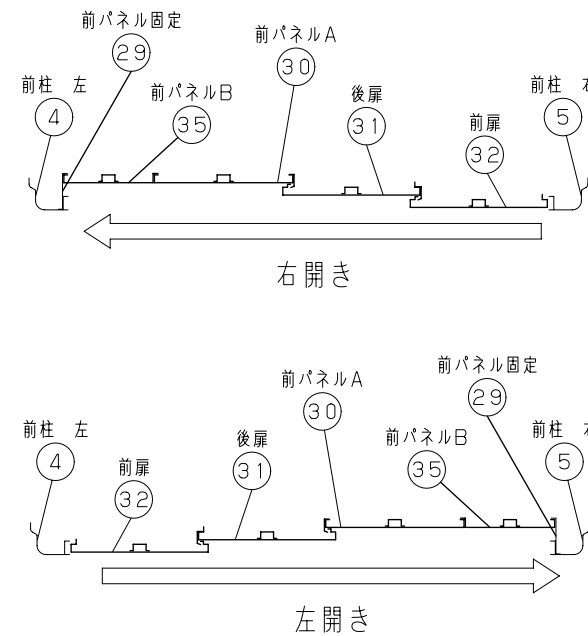 前パネル固定
29
前パネルA
30
前柱 左
4
前パネルB
35
後扉
31
前扉
32
前柱 右
5
右開き
前パネルA
30
前パネル固定
29
前柱 左
4
前扉
32
後扉
31
前パネルB
35
前柱 右
5
左開き